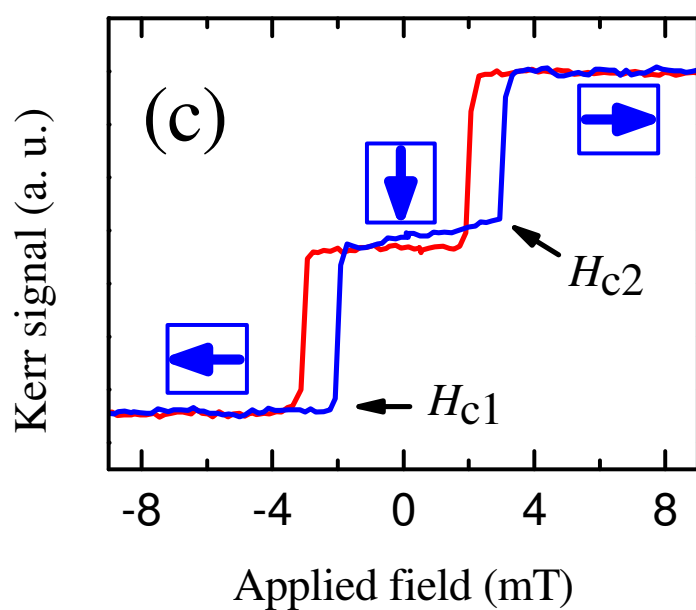 (c)
Kerr signal (a. u.)
Hc2
Hc1
-8 -4 0 4 8
Applied field (mT)